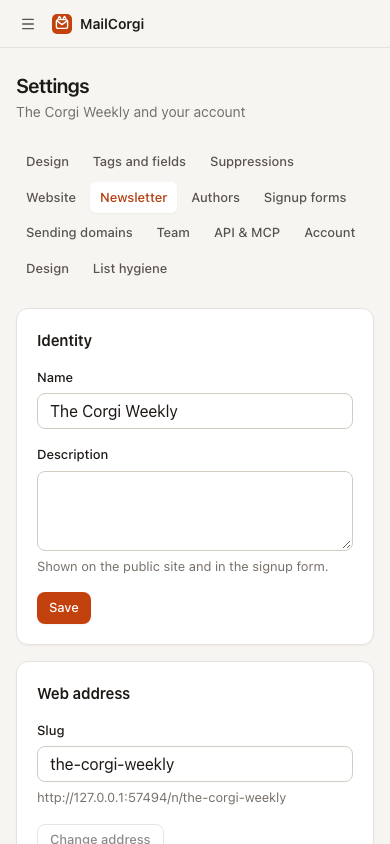 MailCorgi
Settings
The Corgi Weekly and your account
Design Tags and fields Suppressions
Website Newsletter Authors Signup forms
Sending domains Team API & MCP Account
Design List hygiene
Identity
Name
The Corgi Weekly
Description
Shown on the public site and in the signup form.
Save
Web address
Slug
the-corgi-weekly
http://127.0.0.1:57494/n/the-corgi-weekly
Change address